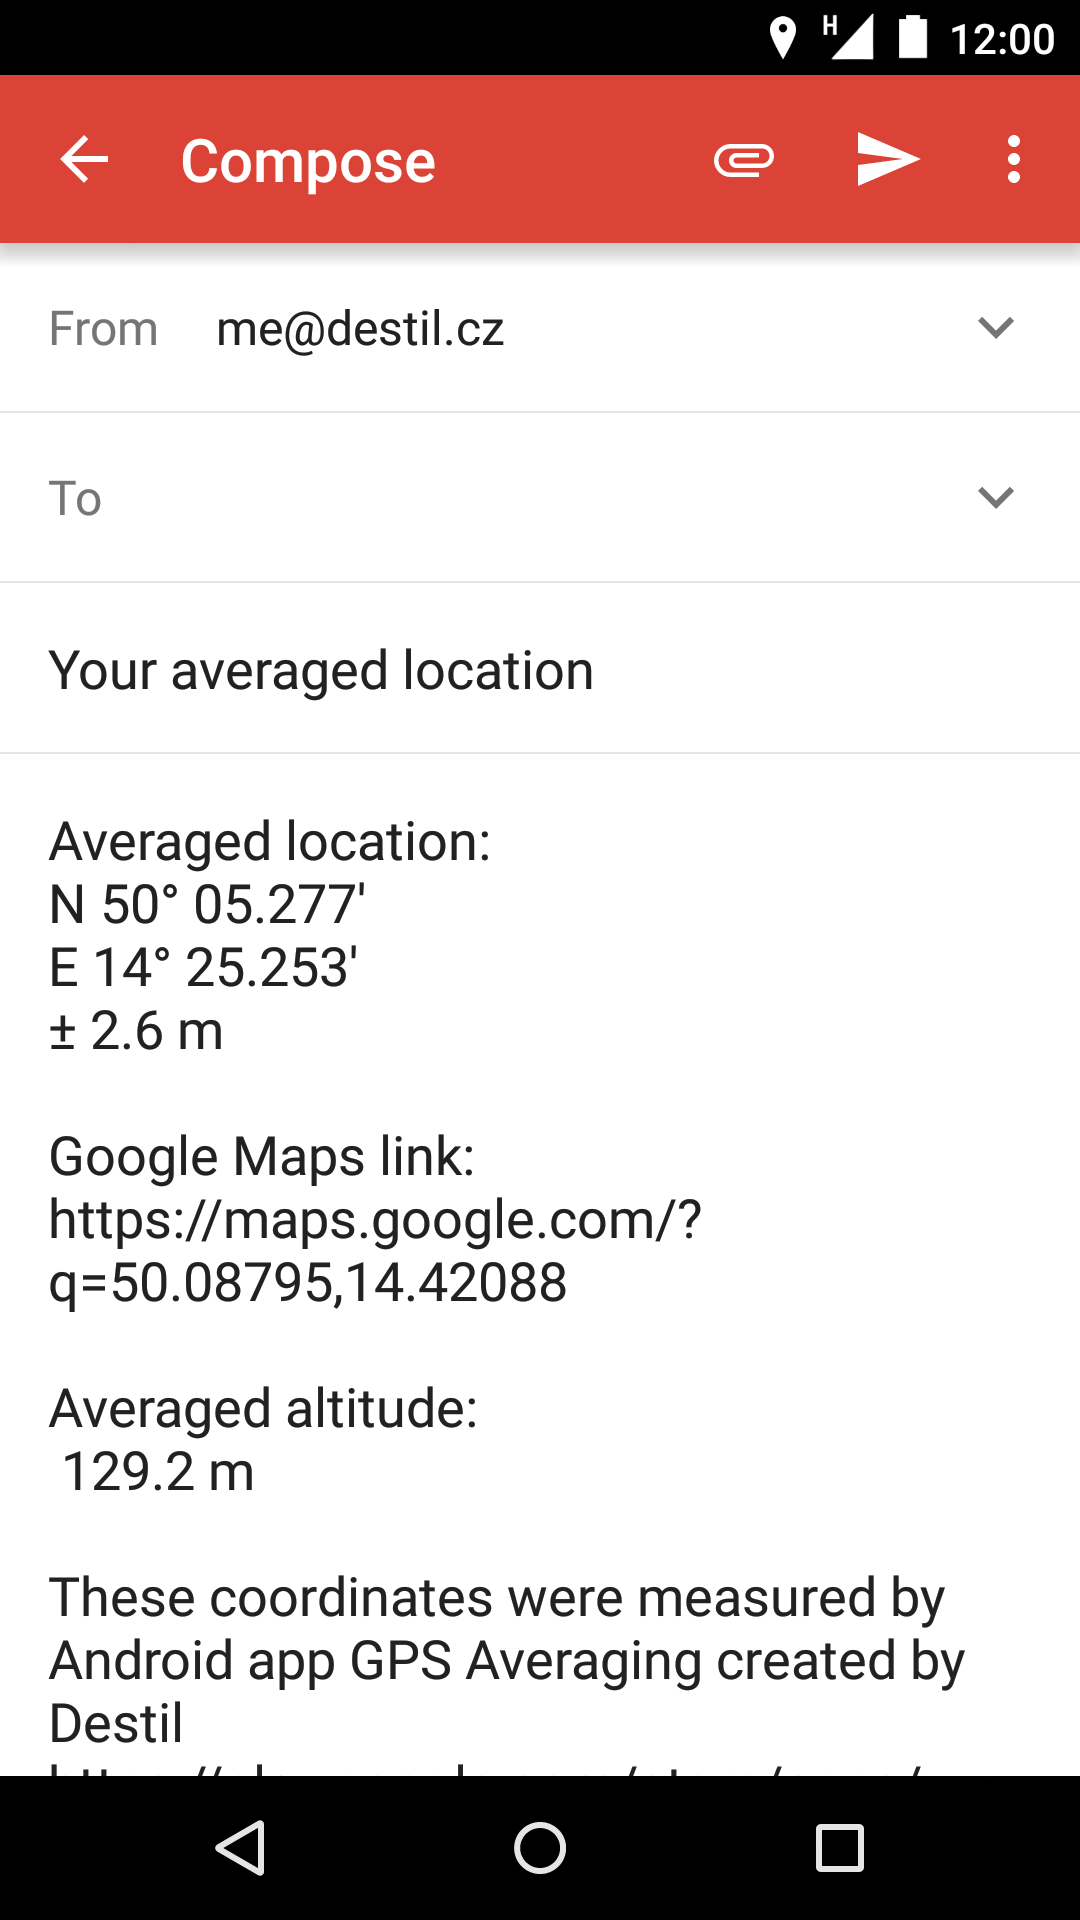 H 12:00
Compose
From me@destil.cz
To
Your averaged location
Averaged location:
N 50° 05.277'
E 14° 25.253'
± 2.6 m
Google Maps link:
https://maps.google.com/?
q=50.08795,14.42088
Averaged altitude:
129.2 m
These coordinates were measured by
Android app GPS Averaging created by
Destil